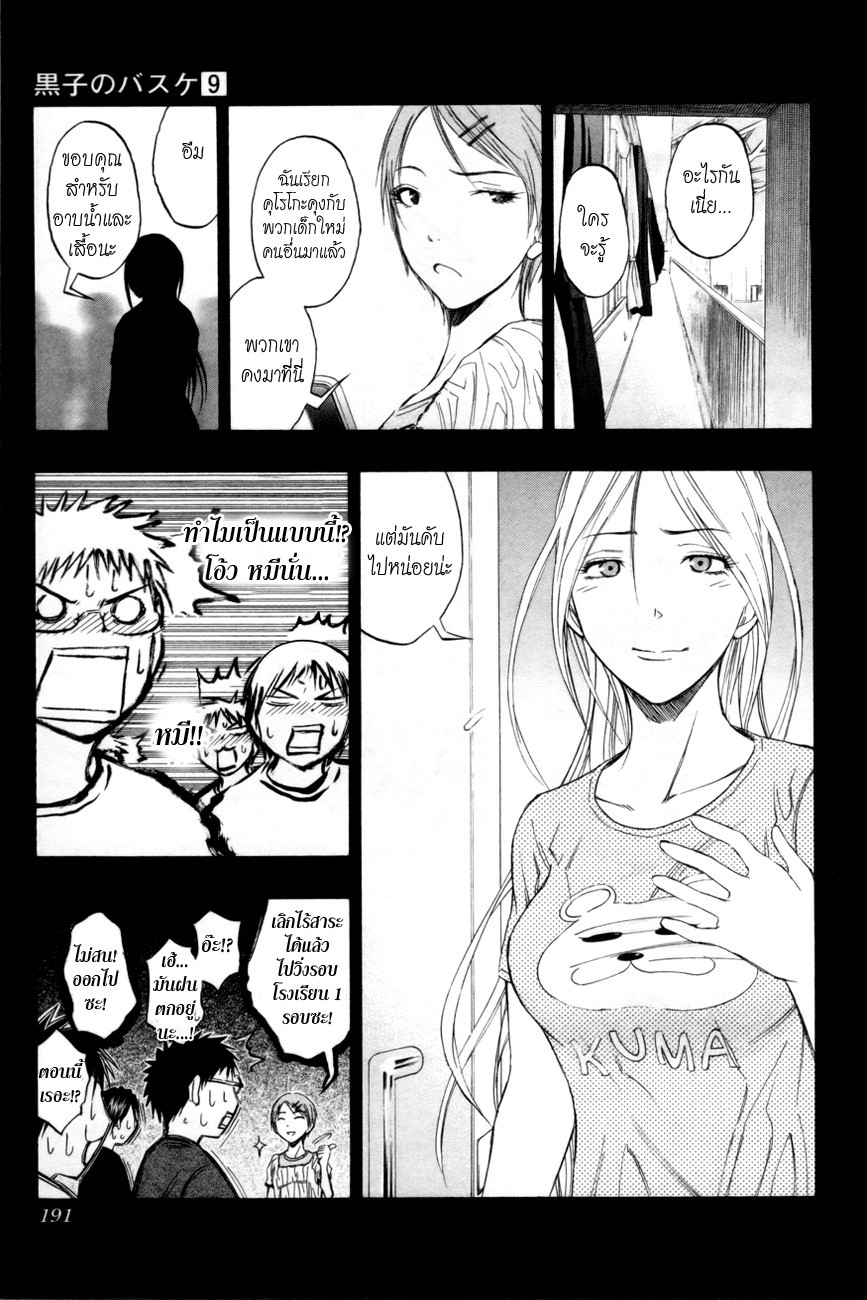 黒子のバスケ 9
อะไรกัน
เนี่ย...
ใคร
จะรู้
ฉันเรียก
คุโรโกะคุงกับ
พวกเด็กใหม่
คนอื่นมาแล้ว
พวกเขา
คงมาที่นี่
อืม
ขอบคุณ
สำหรับ
อาบน้ำและ
เสื้อนะ
แต่มันคับ
ไปหน่อยน่ะ
KUMA
ทำไมเป็นแบบนี้!?
โอ้ว หมีนั่น...
หมี!!
เลิกไร้สาระ
ได้แล้ว
ไปวิ่งรอบ
โรงเรียน 1
รอบซะ!
อ๊ะ!?
เฮ้...
มันฝน
ตกอยู่
นะ...!
ไม่สน!
ออกไป
ซะ!
ตอนนี้
เรอะ!?
191